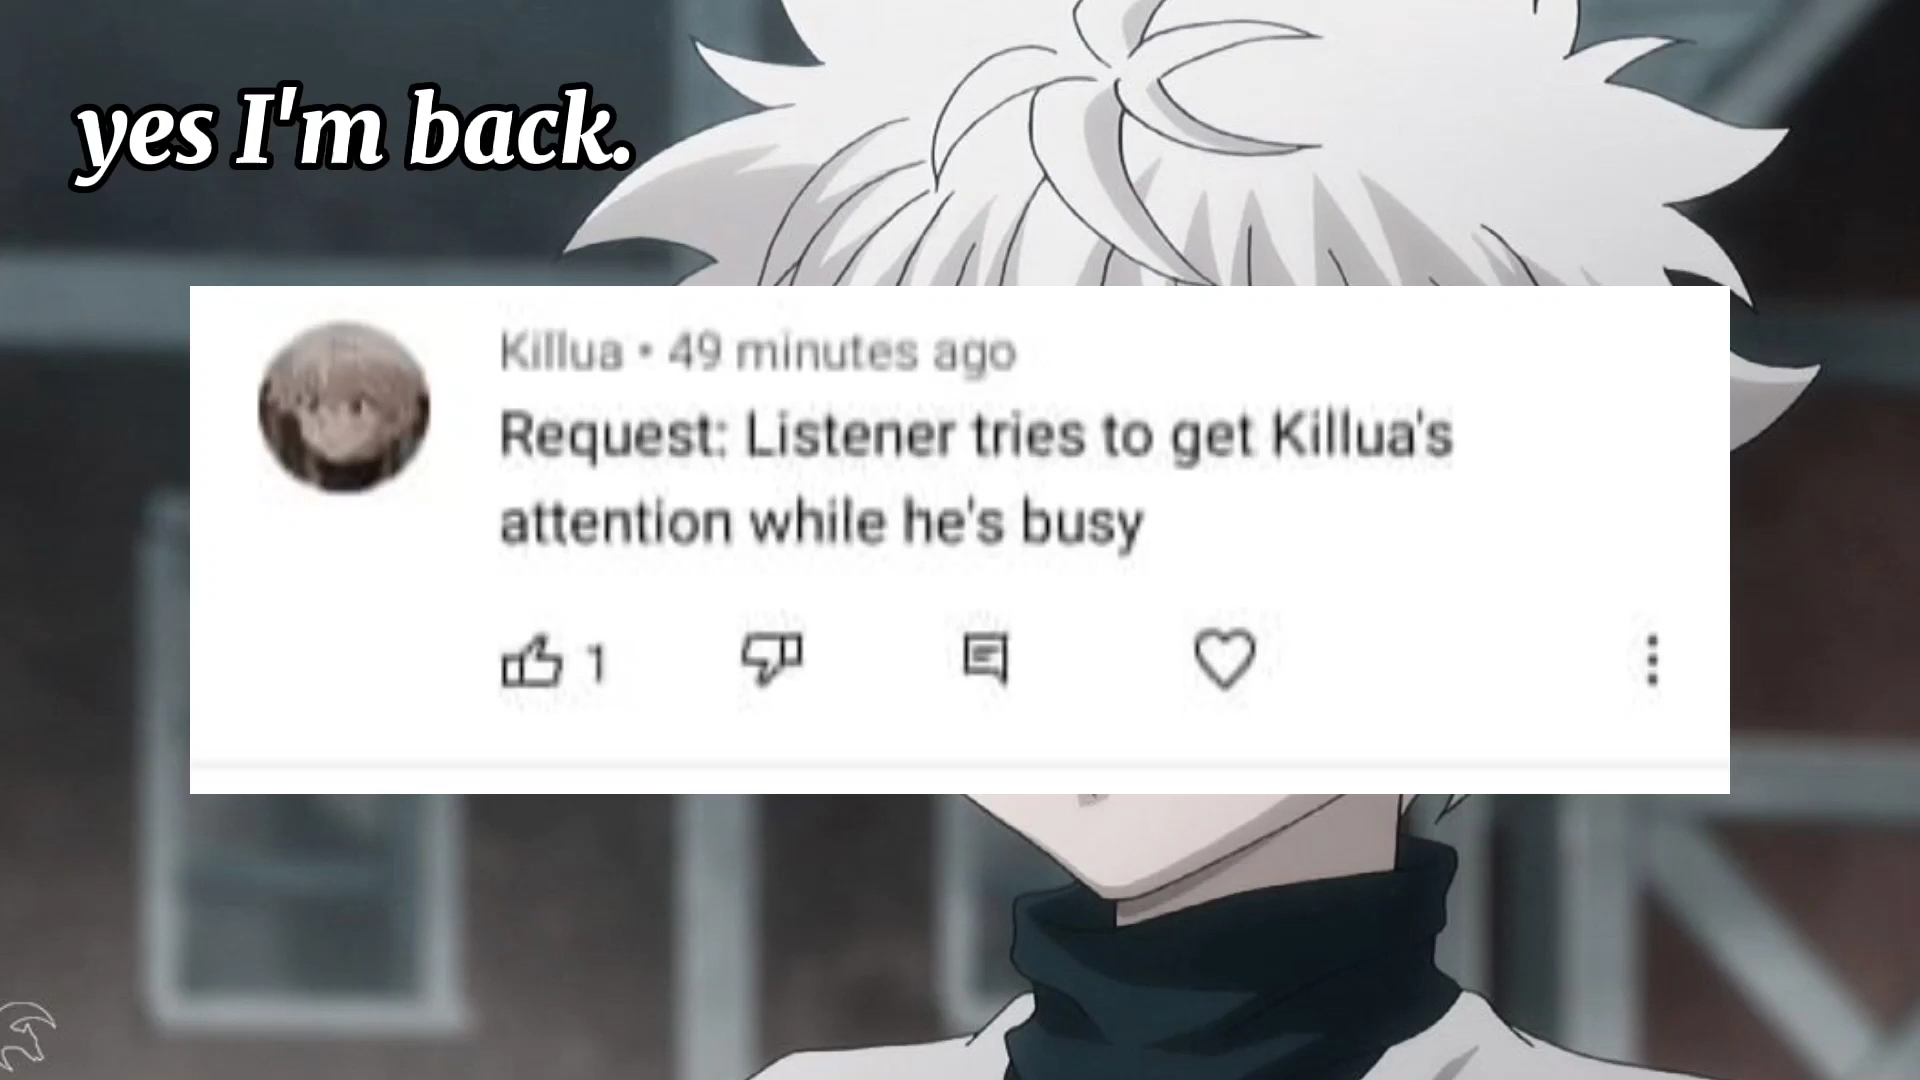 yes I'm back.
Killua • 49 minutes ago
Request: Listener tries to get Killua's
attention while he's busy
1